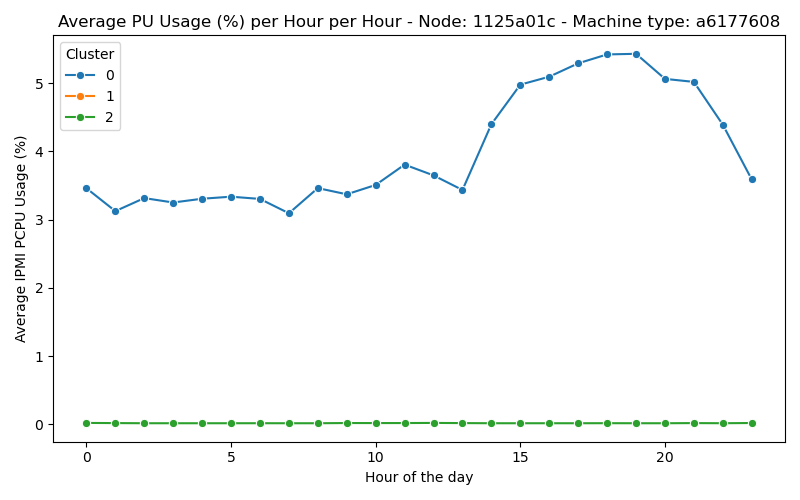 Average PU Usage (%) per Hour per Hour - Node: 1125a01c - Machine type: a6177608
Cluster
0
1
2
Average IPMI PCPU Usage (%)
5
4
3
2
1
0
0 5 10 15 20
Hour of the day